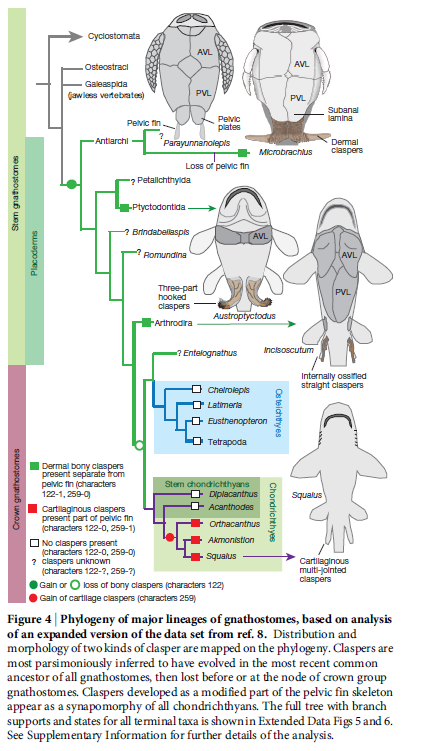 Stem gnathostomes
Placoderms
Crown gnathostomes
Cyclostomata
Osteostraci
Galeaspida
(jawless vertebrates)
AVL
PVL
Pelvic fin
Pelvic
plates
AVL
PVL
Subanal
lamina
Dermal
claspers
Antiarchi
?
Parayunnanolepis
Microbrachius
Loss of pelvic fin
? Petalichthyida
Ptyctodontida
? Brindabellaspis
? Romundina
AVL
Three-part
hooked
claspers
Austroptyctodus
AVL
PVL
Arthrodira
Incisoscutum
Internally ossified
straight claspers
? Entelognathus
Cheirolepis
Latimeria
Eusthenopteron
Tetrapoda
Osteichthyes
Stem chondrichthyans
Diplacanthus
Acanthodes
Orthacanthus
Akmonistion
Squalus
Chondrichthyes
Squalus
Cartilaginous
multi-jointed
claspers
Dermal bony claspers
present separate from
pelvic fin (characters
122-1, 259-0)
Cartilaginous claspers
present part of pelvic fin
(characters 122-0, 259-1)
No claspers present
(characters 122-0, 259-0)
? claspers unknown
(characters 122-?, 259-?)
Gain or loss of bony claspers (characters 122)
Gain of cartilage claspers (characters 259)
Figure 4 | Phylogeny of major lineages of gnathostomes, based on analysis
of an expanded version of the data set from ref. 8. Distribution and
morphology of two kinds of clasper are mapped on the phylogeny. Claspers are
most parsimoniously inferred to have evolved in the most recent common
ancestor of all gnathostomes, then lost before or at the node of crown group
gnathostomes. Claspers developed as a modified part of the pelvic fin skeleton
appear as a synapomorphy of all chondrichthyans. The full tree with branch
supports and states for all terminal taxa is shown in Extended Data Figs 5 and 6.
See Supplementary Information for further details of the analysis.